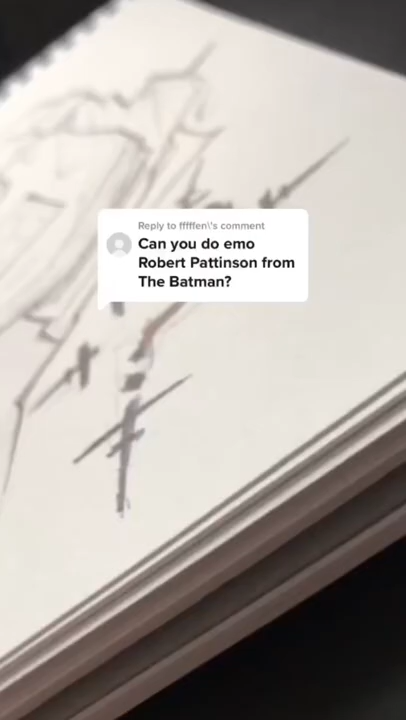 Reply to fffffen\'s comment
Can you do emo
Robert Pattinson from
The Batman?